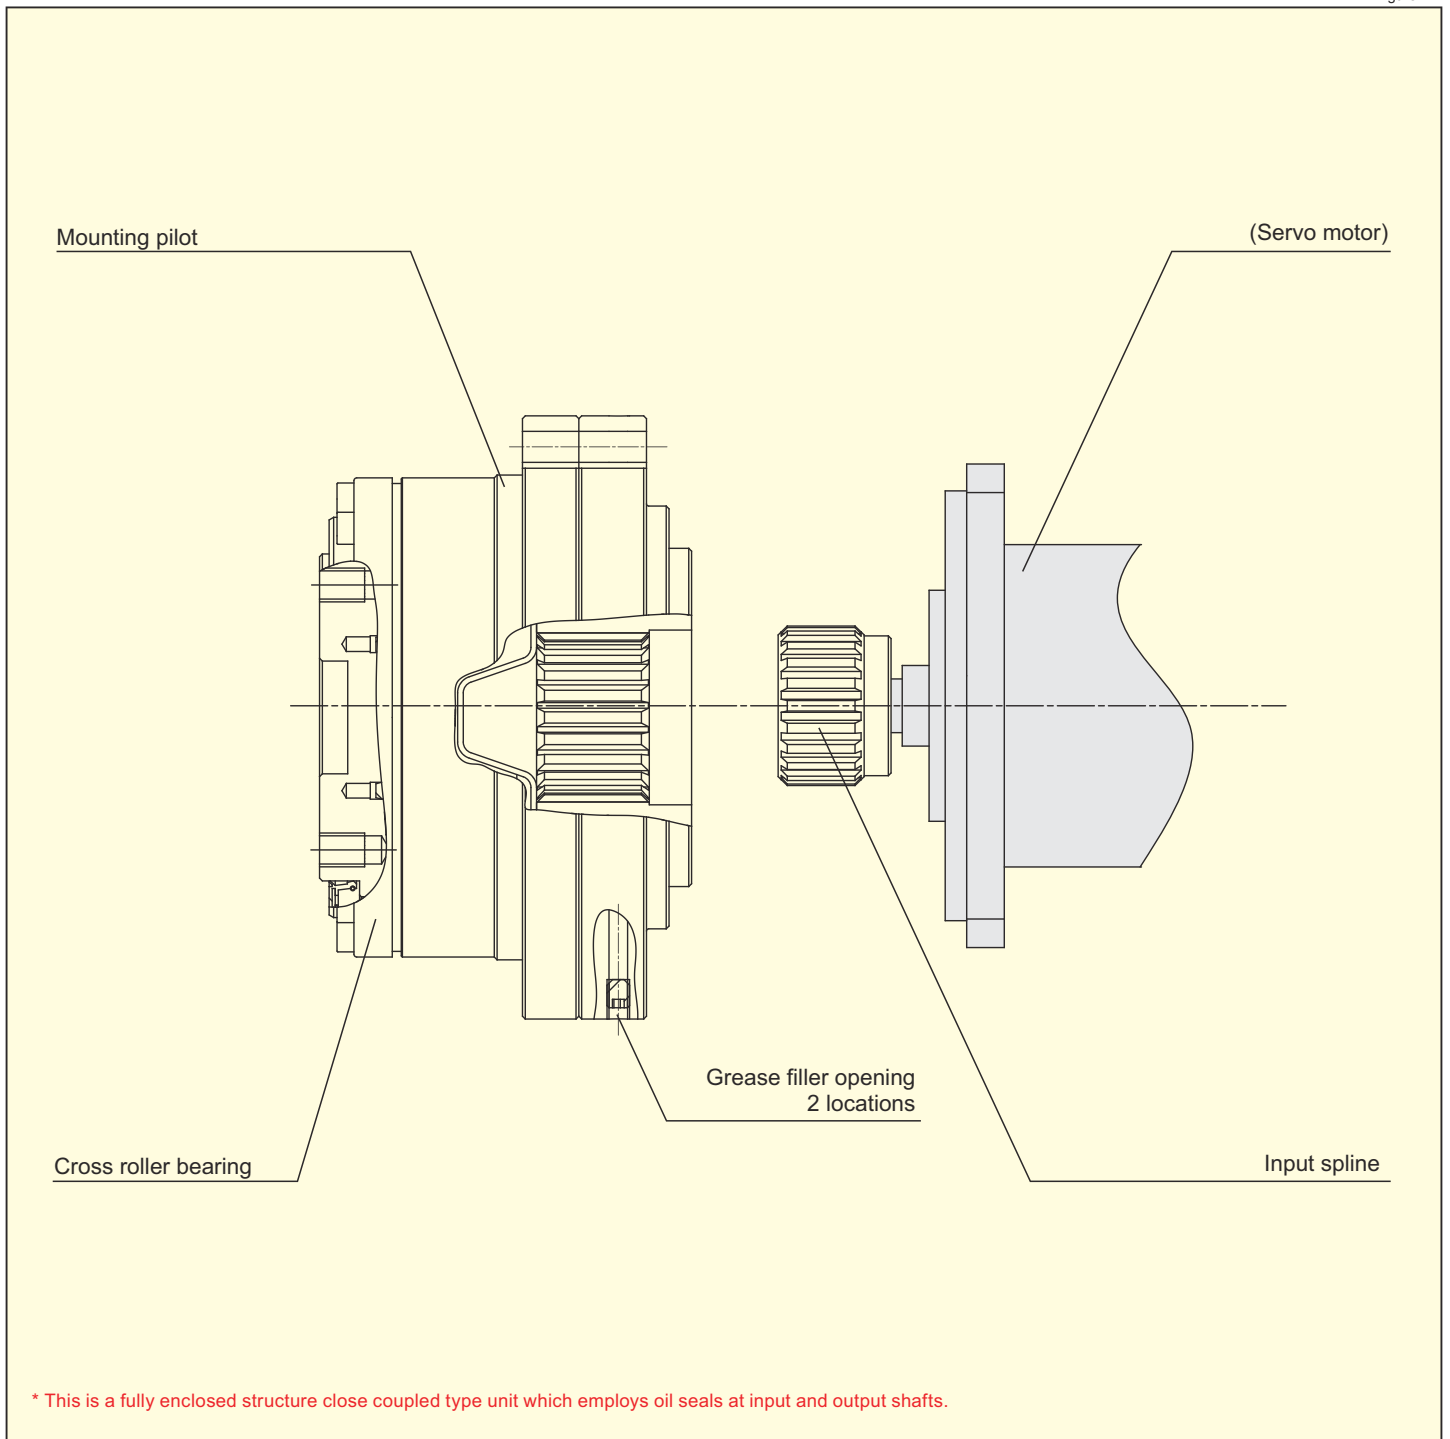 Mounting pilot
(Servo motor)
Grease filler opening
2 locations
Cross roller bearing
Input spline
* This is a fully enclosed structure close coupled type unit which employs oil seals at input and output shafts.